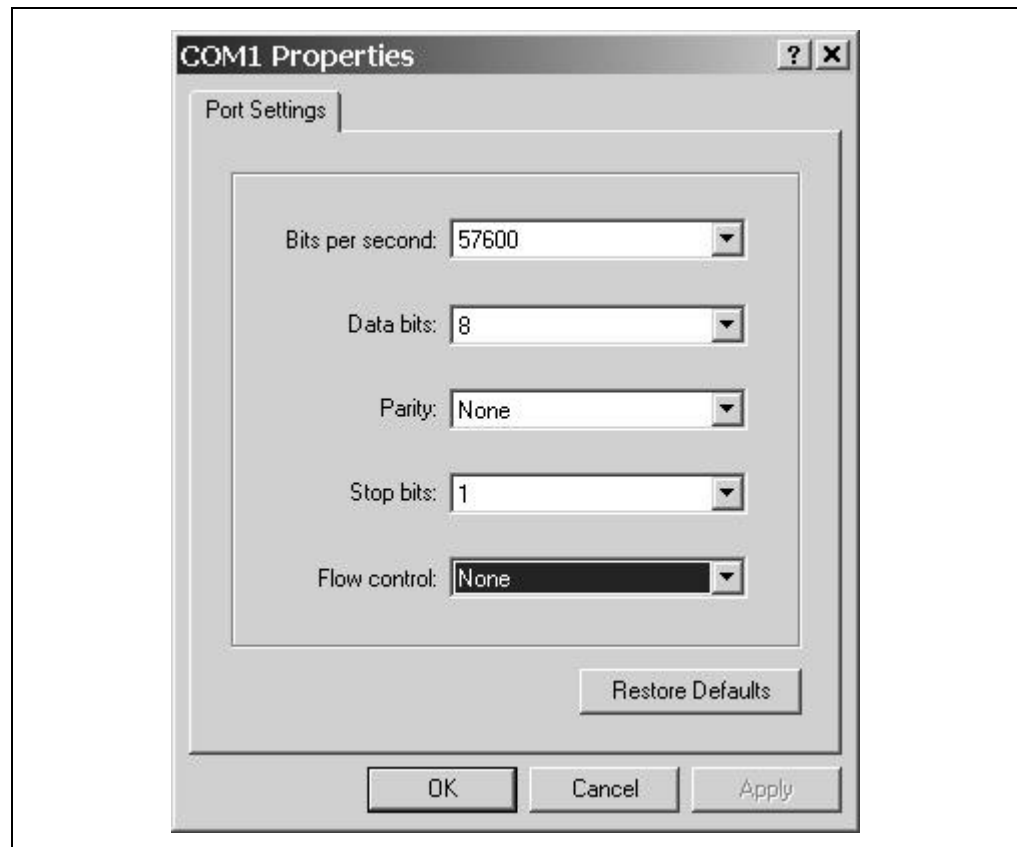 COM1 Properties
Port Settings
Bits per second: 57600
Data bits: 8
Parity: None
Stop bits: 1
Flow control: None
Restore Defaults
OK Cancel Apply